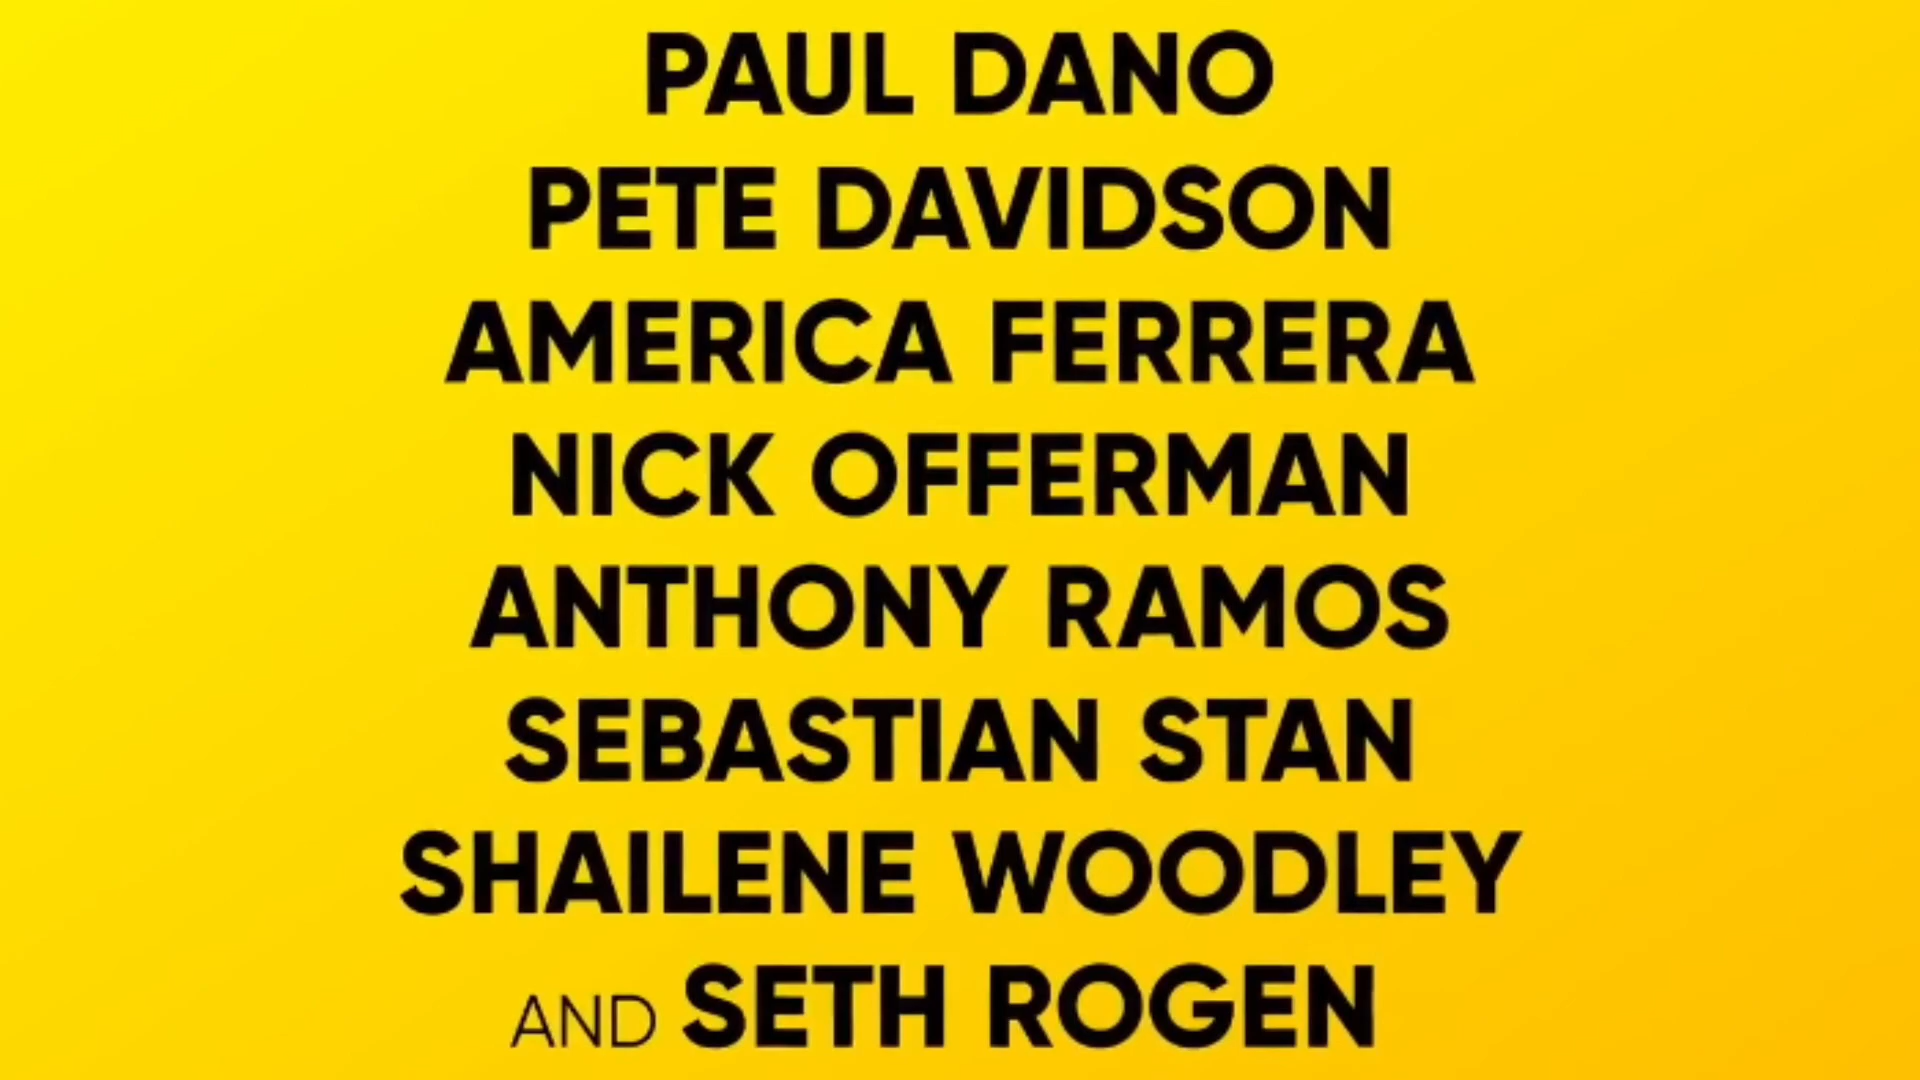 PAUL DANO
PETE DAVIDSON
AMERICA FERRERA
NICK OFFERMAN
ANTHONY RAMOS
SEBASTIAN STAN
SHAILENE WOODLEY
AND SETH ROGEN